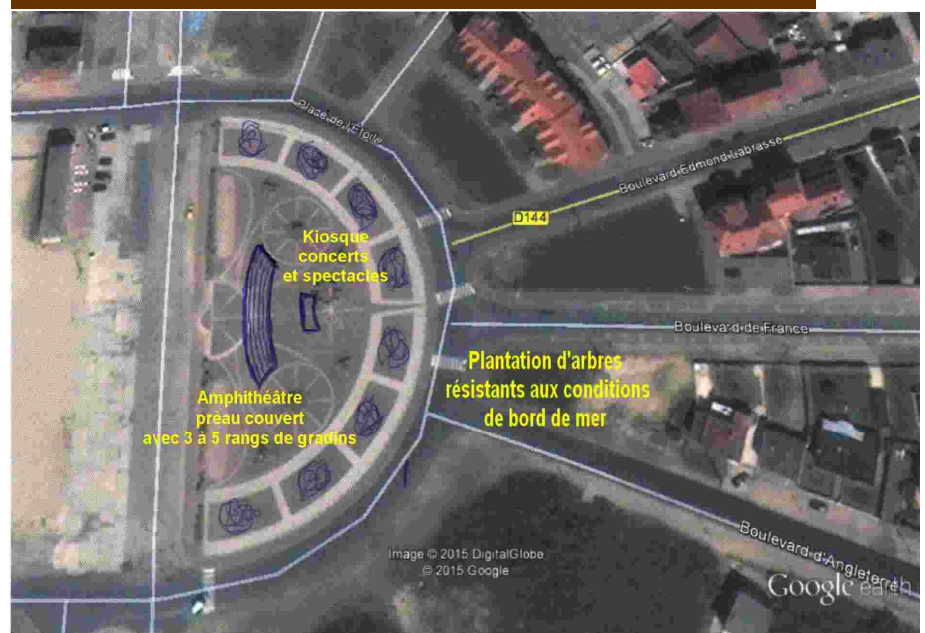 Place de l'Etoile
Boulevard Edmond Labrasse
D144
Kiosque
concerts
et spectacles
Boulevard de France
Plantation d'arbres
résistants aux conditions
de bord de mer
Amphithéâtre
préau couvert
avec 3 à 5 rangs de gradins
Boulevard d'Angleterre
Image © 2015 DigitalGlobe
© 2015 Google
Google earth